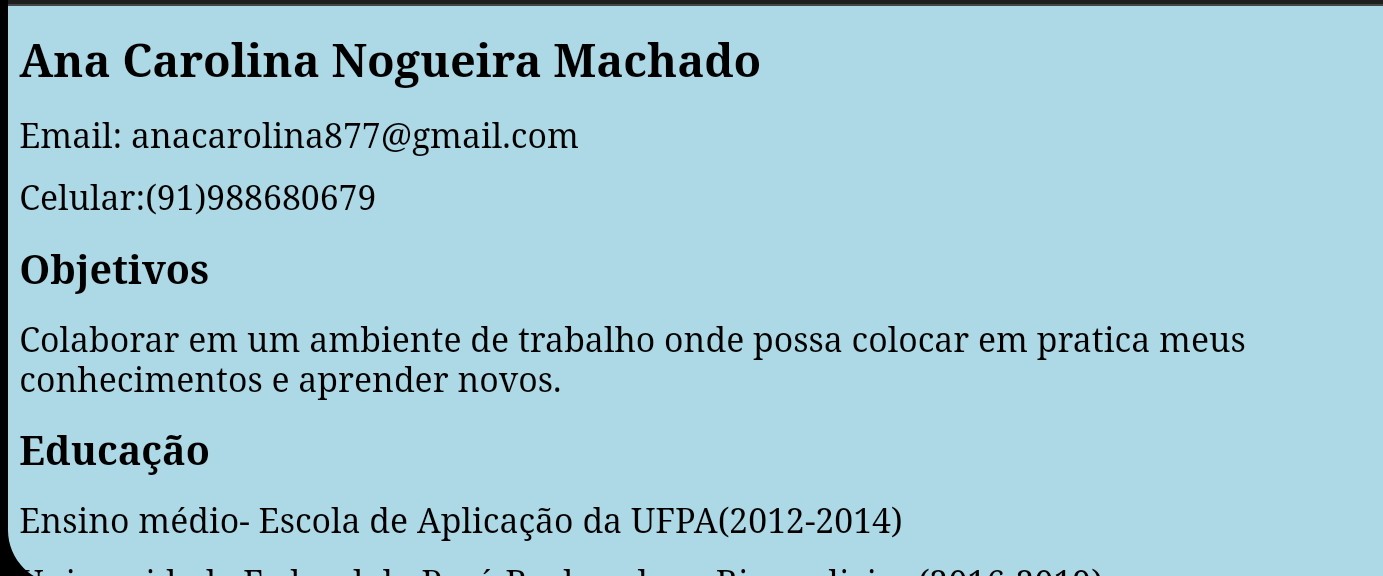 Ana Carolina Nogueira Machado
Email: anacarolina877@gmail.com
Celular:(91)988680679
Objetivos
Colaborar em um ambiente de trabalho onde possa colocar em pratica meus
conhecimentos e aprender novos.
Educação
Ensino médio- Escola de Aplicação da UFPA(2012-2014)